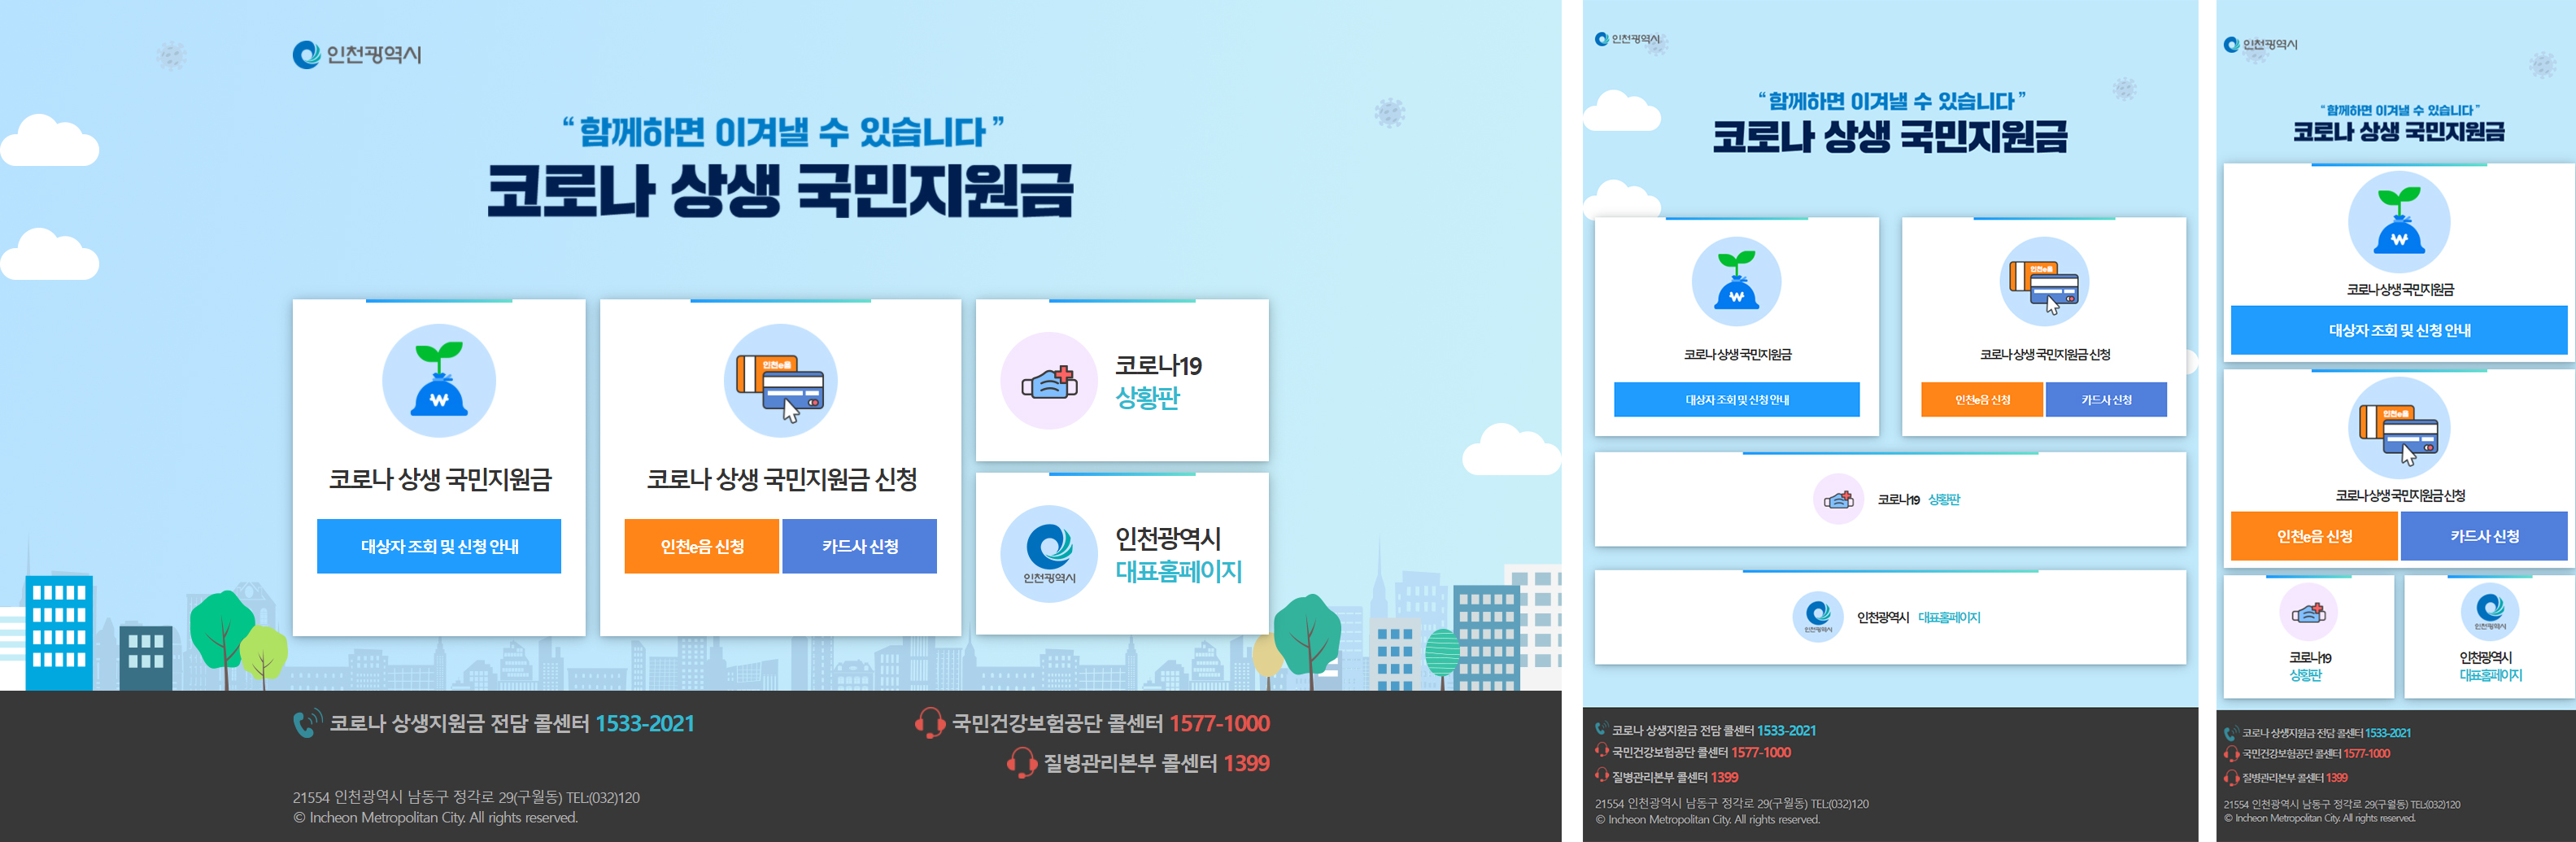 인천광역시
“ 함께하면 이겨낼 수 있습니다 ”
코로나 상생 국민지원금
코로나 상생 국민지원금
대상자 조회 및 신청 안내
인천e음
코로나 상생 국민지원금 신청
인천e음 신청
카드사 신청
코로나19
상황판
인천광역시
인천광역시
대표홈페이지
코로나 상생지원금 전담 콜센터 1533-2021
국민건강보험공단 콜센터 1577-1000
질병관리본부 콜센터 1399
21554 인천광역시 남동구 정각로 29(구월동) TEL:(032)120
© Incheon Metropolitan City. All rights reserved.
인천광역시
“ 함께하면 이겨낼 수 있습니다 ”
코로나 상생 국민지원금
코로나 상생 국민지원금
대상자 조회 및 신청 안내
인천e음
코로나 상생 국민지원금 신청
인천e음 신청
카드사 신청
코로나19 상황판
인천광역시
인천광역시 대표홈페이지
코로나 상생지원금 전담 콜센터 1533-2021
국민건강보험공단 콜센터 1577-1000
질병관리본부 콜센터 1399
21554 인천광역시 남동구 정각로 29(구월동) TEL:(032)120
© Incheon Metropolitan City. All rights reserved.
인천광역시
“ 함께하면 이겨낼 수 있습니다 ”
코로나 상생 국민지원금
코로나 상생 국민지원금
대상자 조회 및 신청 안내
인천e음
코로나 상생 국민지원금 신청
인천e음 신청
카드사 신청
코로나19
상황판
인천광역시
인천광역시
대표홈페이지
코로나 상생지원금 전담 콜센터 1533-2021
국민건강보험공단 콜센터 1577-1000
질병관리본부 콜센터 1399
21554 인천광역시 남동구 정각로 29(구월동) TEL:(032)120
© Incheon Metropolitan City. All rights reserved.